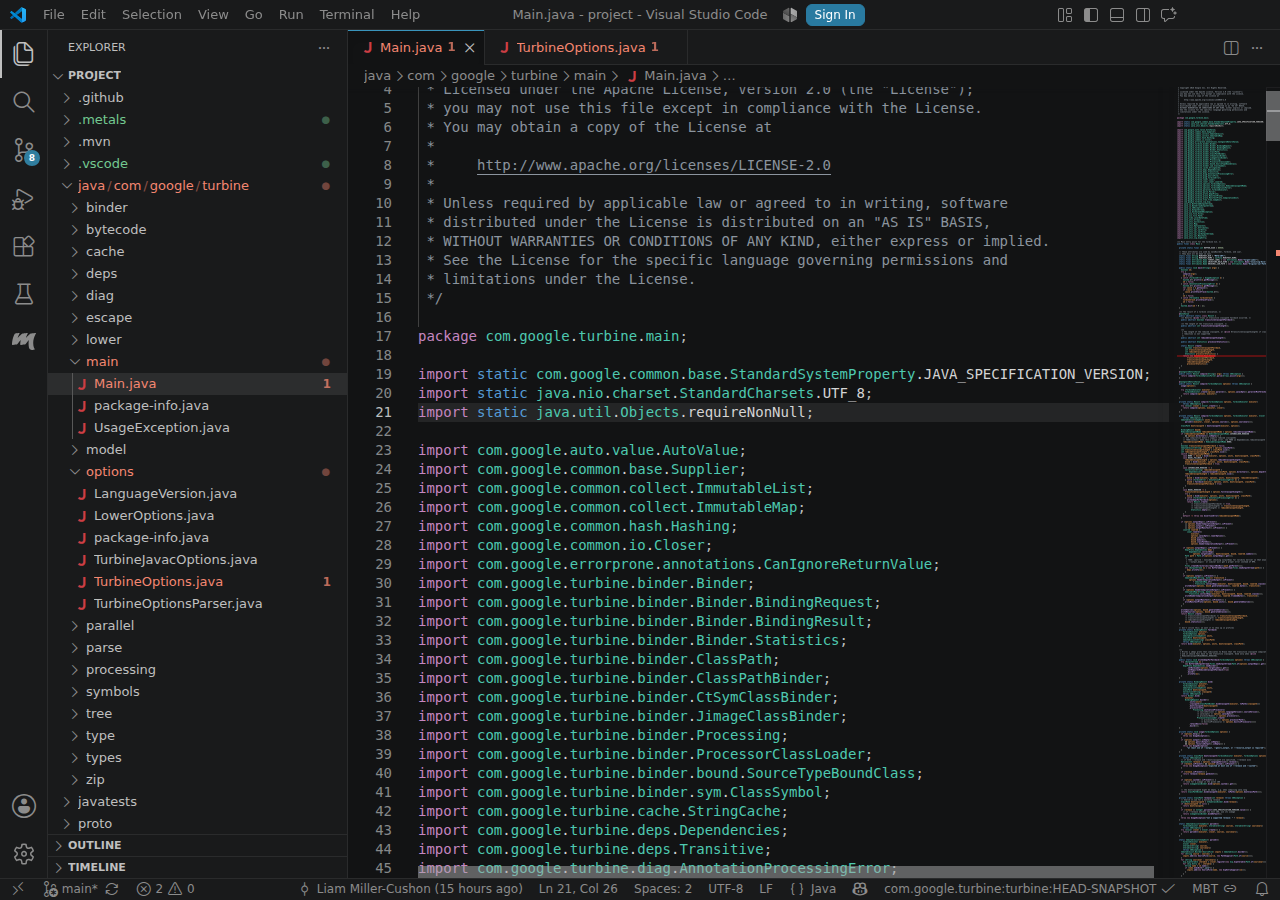 File Edit Selection View Go Run Terminal Help
Main.java - project - Visual Studio Code
Sign In
EXPLORER
PROJECT
.github
.metals
.mvn
.vscode
java/com/google/turbine
binder
bytecode
cache
deps
diag
escape
lower
main
Main.java 1
package-info.java
UsageException.java
model
options
LanguageVersion.java
LowerOptions.java
package-info.java
TurbineJavacOptions.java
TurbineOptions.java 1
TurbineOptionsParser.java
parallel
parse
processing
symbols
tree
type
types
zip
javatests
proto
OUTLINE
TIMELINE
8
Main.java 1
TurbineOptions.java 1
java > com > google > turbine > main > Main.java > ...
4 * Licensed under the Apache License, Version 2.0 (the "License");
5 * you may not use this file except in compliance with the License.
6 * You may obtain a copy of the License at
7 *
8 * http://www.apache.org/licenses/LICENSE-2.0
9 *
10 * Unless required by applicable law or agreed to in writing, software
11 * distributed under the License is distributed on an "AS IS" BASIS,
12 * WITHOUT WARRANTIES OR CONDITIONS OF ANY KIND, either express or implied.
13 * See the License for the specific language governing permissions and
14 * limitations under the License.
15 */
16
17 package com.google.turbine.main;
18
19 import static com.google.common.base.StandardSystemProperty.JAVA_SPECIFICATION_VERSION;
20 import static java.nio.charset.StandardCharsets.UTF_8;
21 import static java.util.Objects.requireNonNull;
22
23 import com.google.auto.value.AutoValue;
24 import com.google.common.base.Supplier;
25 import com.google.common.collect.ImmutableList;
26 import com.google.common.collect.ImmutableMap;
27 import com.google.common.hash.Hashing;
28 import com.google.common.io.Closer;
29 import com.google.errorprone.annotations.CanIgnoreReturnValue;
30 import com.google.turbine.binder.Binder;
31 import com.google.turbine.binder.Binder.BindingRequest;
32 import com.google.turbine.binder.Binder.BindingResult;
33 import com.google.turbine.binder.Binder.Statistics;
34 import com.google.turbine.binder.ClassPath;
35 import com.google.turbine.binder.ClassPathBinder;
36 import com.google.turbine.binder.CtSymClassBinder;
37 import com.google.turbine.binder.JimageClassBinder;
38 import com.google.turbine.binder.Processing;
39 import com.google.turbine.binder.ProcessorClassLoader;
40 import com.google.turbine.binder.bound.SourceTypeBoundClass;
41 import com.google.turbine.binder.sym.ClassSymbol;
42 import com.google.turbine.cache.StringCache;
43 import com.google.turbine.deps.Dependencies;
44 import com.google.turbine.deps.Transitive;
45 import com.google.turbine.diag.AnnotationProcessingError;
main* 2 0 Liam Miller-Cushon (15 hours ago) Ln 21, Col 26 Spaces: 2 UTF-8 LF { } Java com.google.turbine:turbine:HEAD-SNAPSHOT MBT